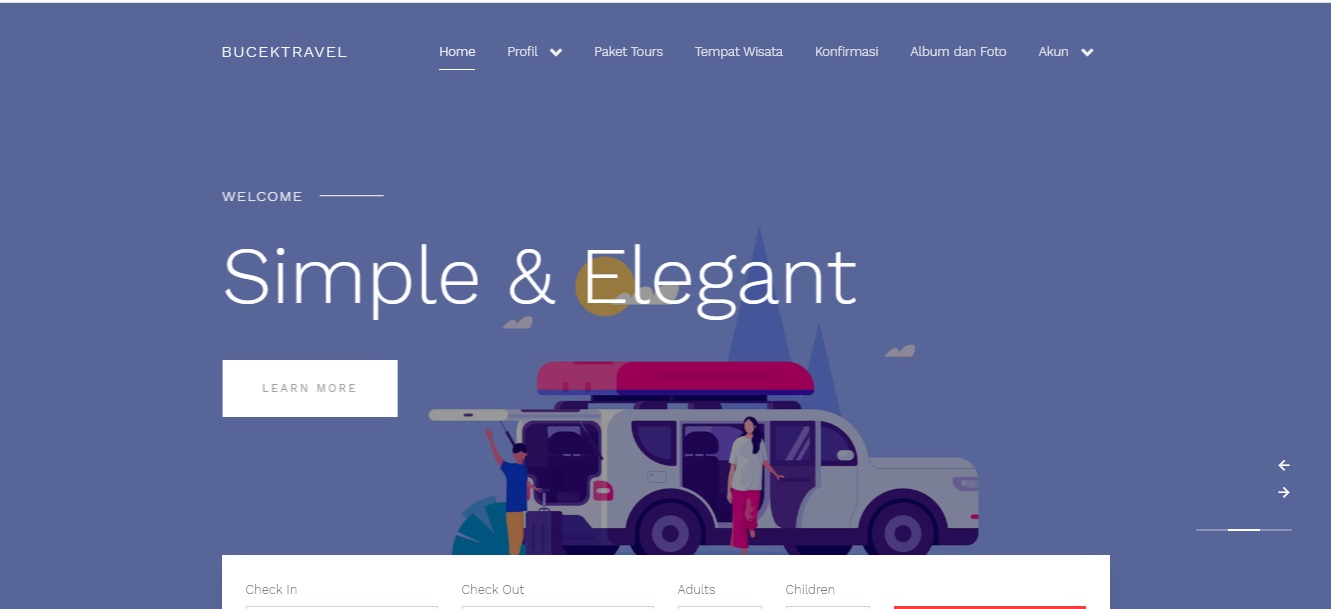 BUCEKTRAVEL Home Profil Paket Tours Tempat Wisata Konfirmasi Album dan Foto Akun
WELCOME
Simple & Elegant
LEARN MORE
Check In Check Out Adults Children